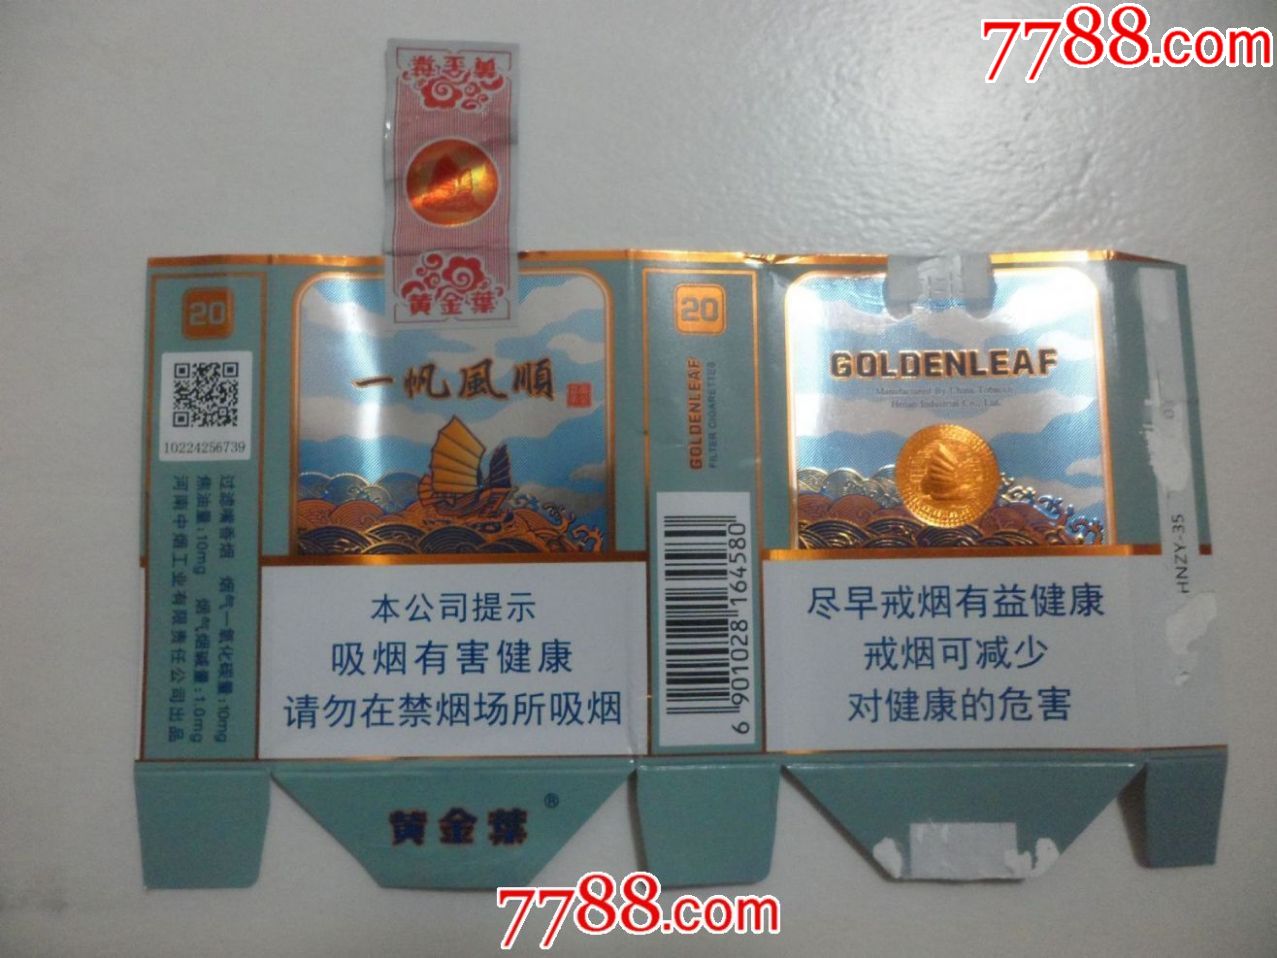 7788.com
黄金葉
黄金葉
20
10224256739
过滤嘴香烟 烟气一氧化碳量:10mg
焦油量:10mg 烟气烟碱量:1.0mg
河南中烟工业有限责任公司出品
一帆風順
本公司提示
吸烟有害健康
请勿在禁烟场所吸烟
20
GOLDENLEAF
FILTER CIGARETTES
6 901028 164580
GOLDENLEAF
Manufactured By China Tobacco
Henan Industrial Co., Ltd.
尽早戒烟有益健康
戒烟可减少
对健康的危害
HNZY-35
黄金葉®
7788.com